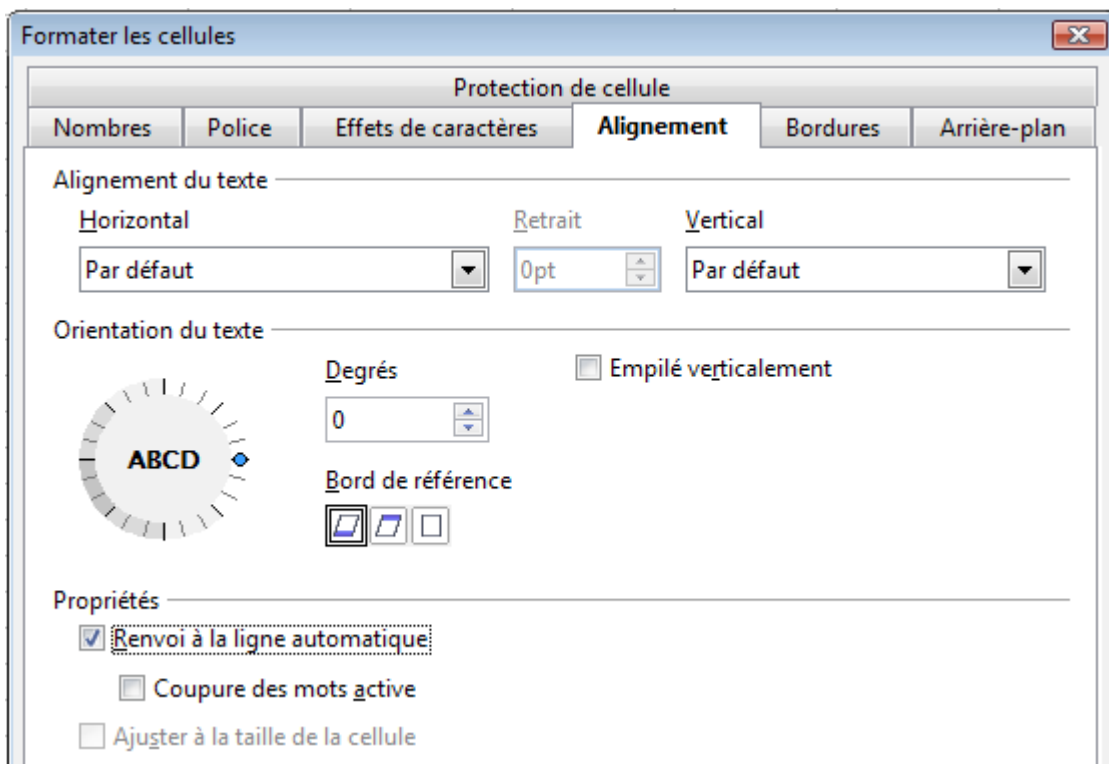 Formater les cellules
Protection de cellule
Nombres Police Effets de caractères Alignement Bordures Arrière-plan
Alignement du texte
Horizontal Retrait Vertical
Par défaut 0pt Par défaut
Orientation du texte
Degrés Empilé verticalement
0
ABCD
Bord de référence
Propriétés
Renvoi à la ligne automatique
Coupure des mots active
Ajuster à la taille de la cellule